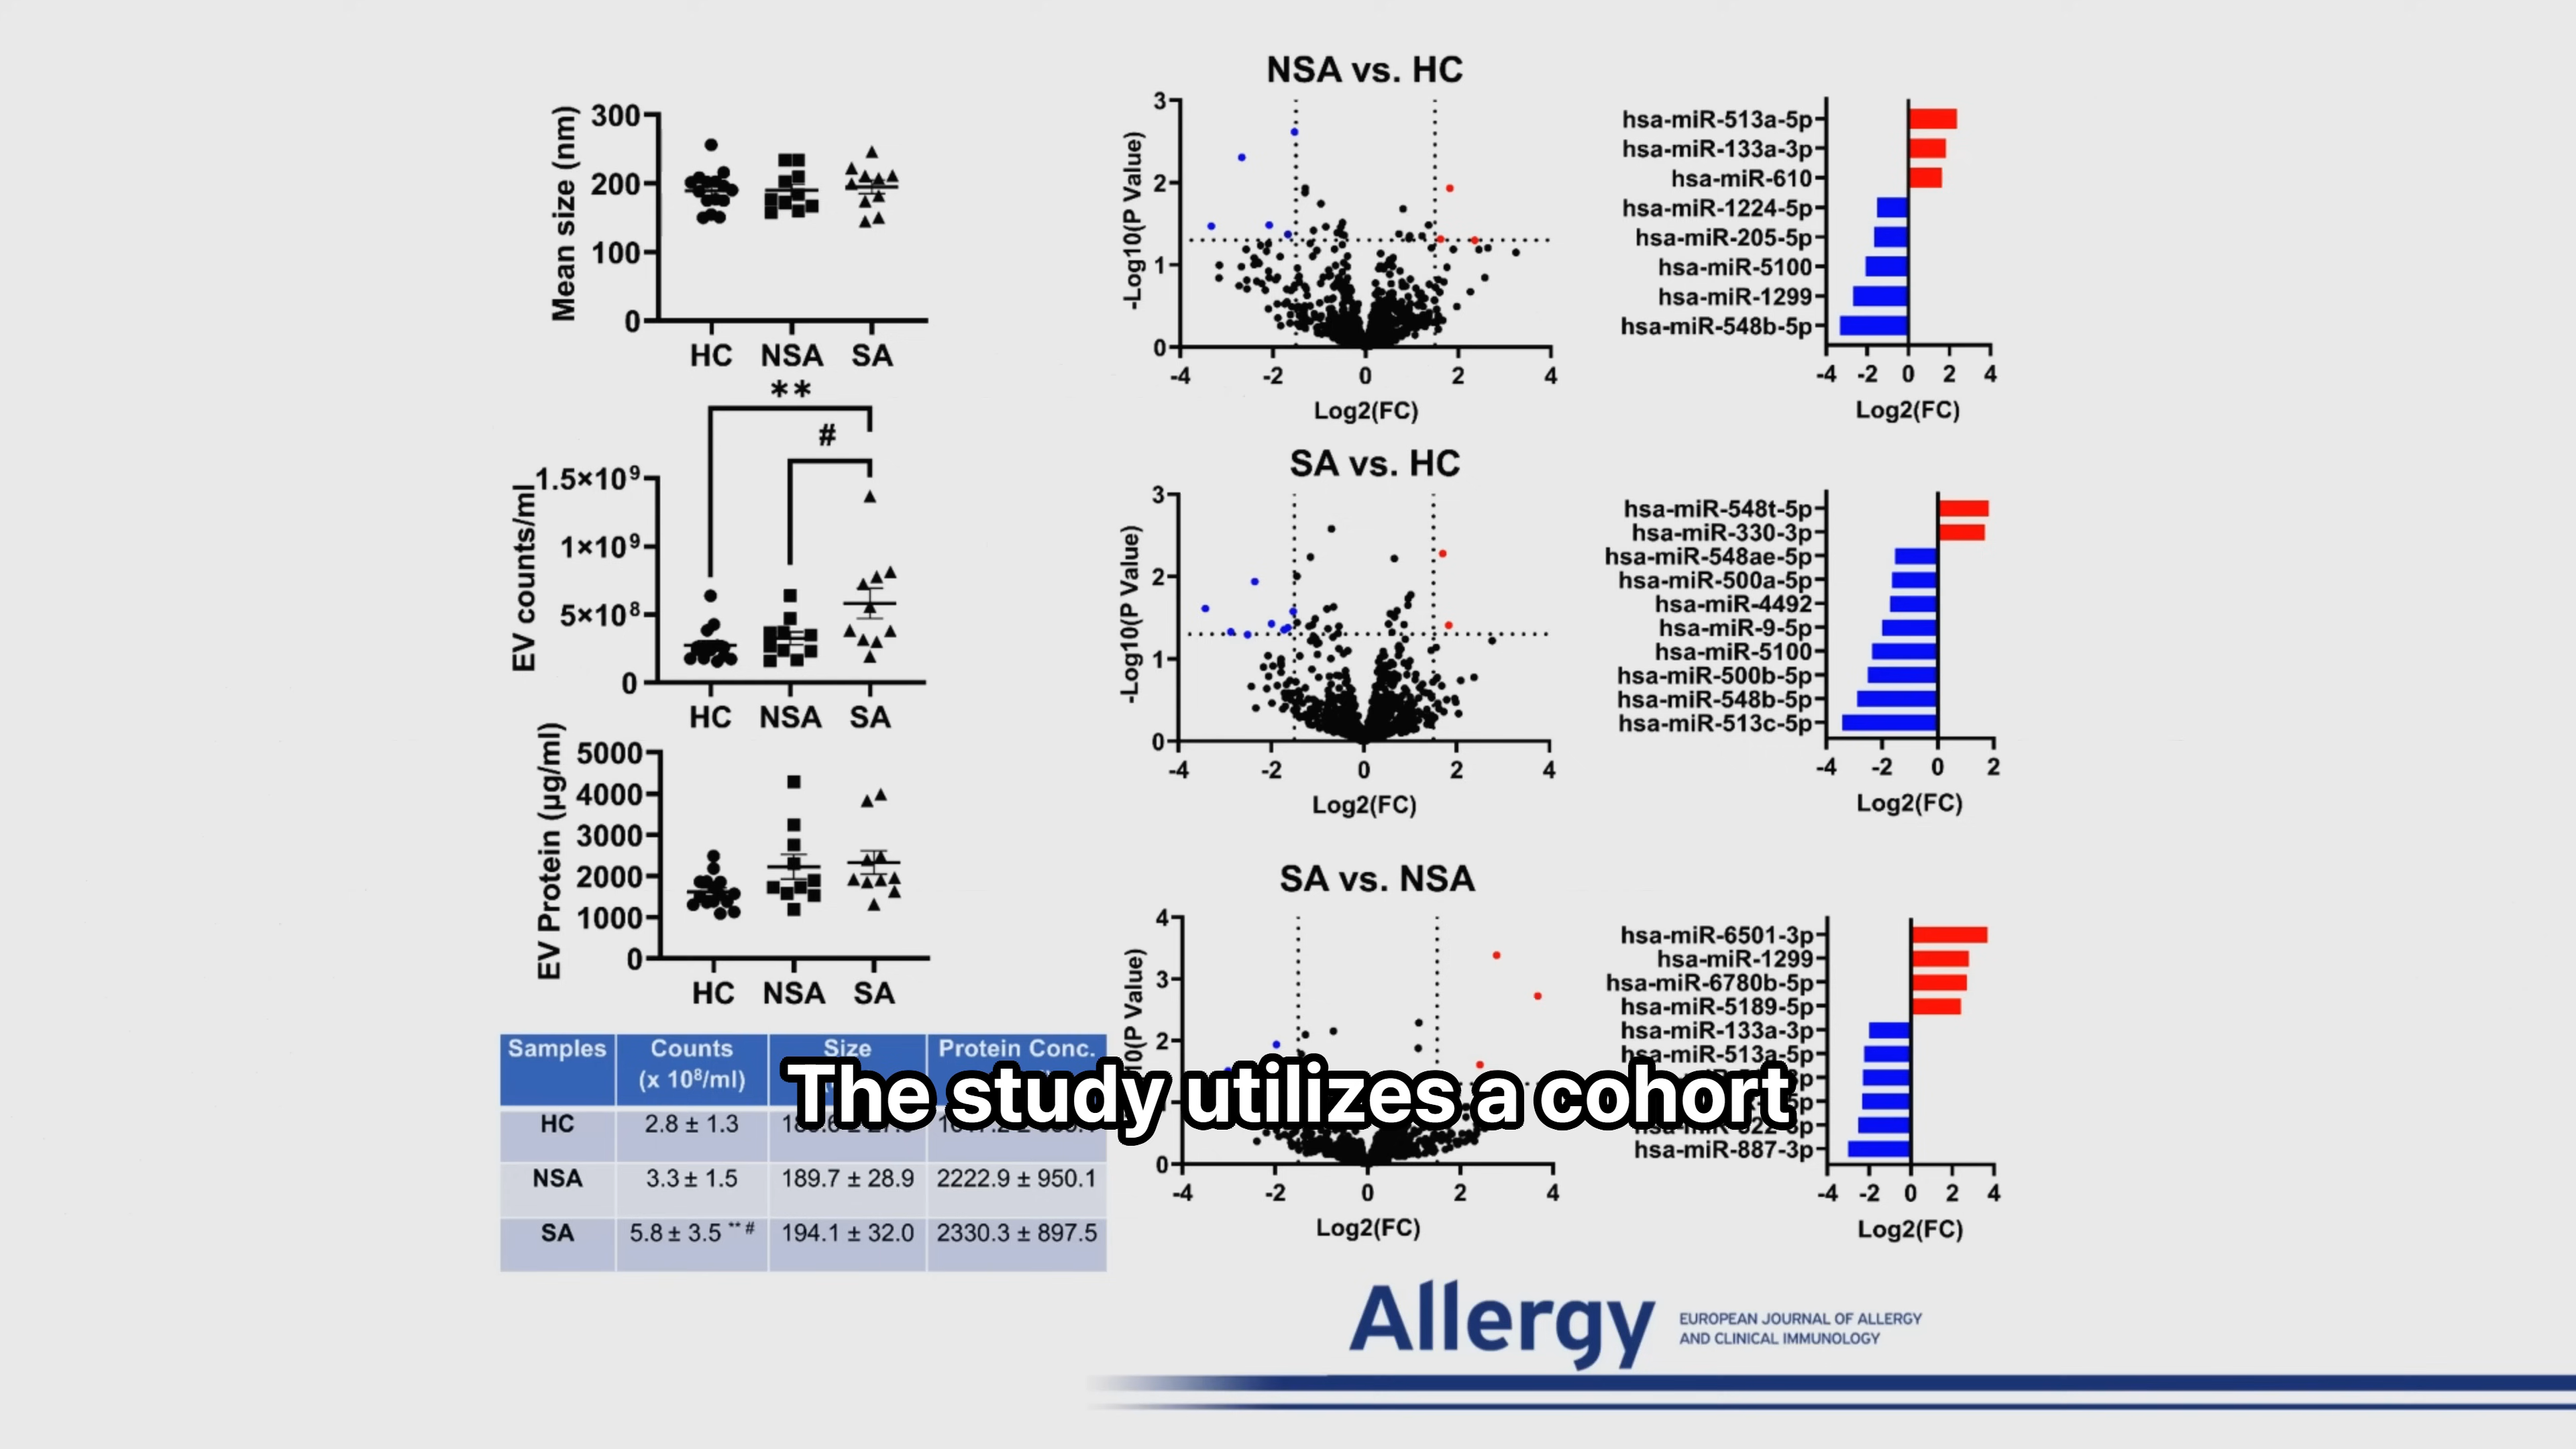 300
200
100
0
Mean size (nm)
HC NSA SA
**
#
1.5×10⁹
1×10⁹
5×10⁸
0
EV counts/ml
HC NSA SA
5000
4000
3000
2000
1000
0
EV Protein (µg/ml)
HC NSA SA
Samples Counts (x 10⁸/ml) Size Protein Conc.
HC 2.8 ± 1.3
NSA 3.3 ± 1.5 189.7 ± 28.9 2222.9 ± 950.1
SA 5.8 ± 3.5 ** # 194.1 ± 32.0 2330.3 ± 897.5
NSA vs. HC
3
2
1
0
-Log10(P Value)
-4 -2 0 2 4
Log2(FC)
hsa-miR-513a-5p
hsa-miR-133a-3p
hsa-miR-610
hsa-miR-1224-5p
hsa-miR-205-5p
hsa-miR-5100
hsa-miR-1299
hsa-miR-548b-5p
-4 -2 0 2 4
Log2(FC)
SA vs. HC
3
2
1
0
-Log10(P Value)
-4 -2 0 2 4
Log2(FC)
hsa-miR-548t-5p
hsa-miR-330-3p
hsa-miR-548ae-5p
hsa-miR-500a-5p
hsa-miR-4492
hsa-miR-9-5p
hsa-miR-5100
hsa-miR-500b-5p
hsa-miR-548b-5p
hsa-miR-513c-5p
-4 -2 0 2
Log2(FC)
SA vs. NSA
4
3
2
0
(P Value)
-4 -2 0 2 4
Log2(FC)
hsa-miR-6501-3p
hsa-miR-1299
hsa-miR-6780b-5p
hsa-miR-5189-5p
hsa-miR-133a-3p
hsa-miR-513a-5p
hsa-miR-887-3p
-4 -2 0 2 4
Log2(FC)
The study utilizes a cohort
Allergy
EUROPEAN JOURNAL OF ALLERGY
AND CLINICAL IMMUNOLOGY